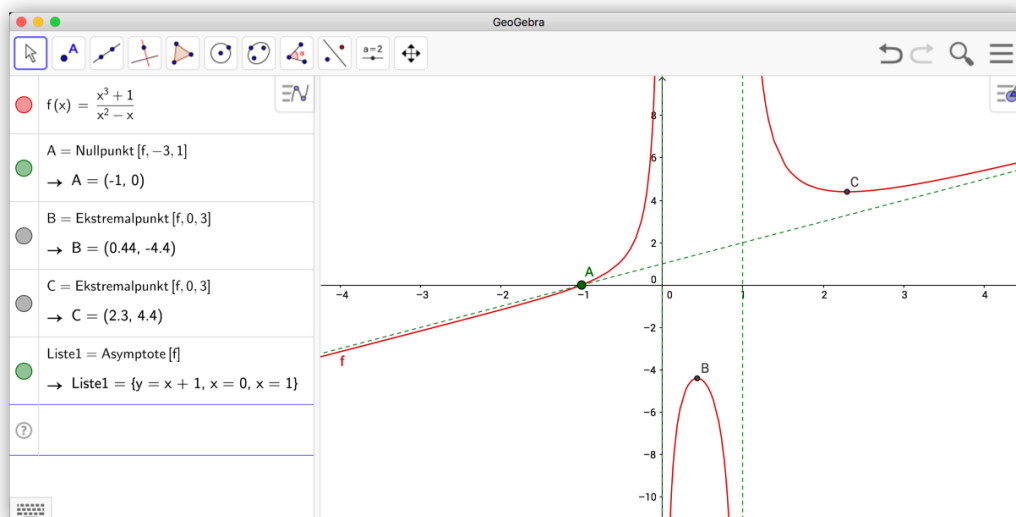 GeoGebra
A
α
a=2
f(x) = x³ + 1 / x² − x
A = Nullpunkt [f, −3, 1]
→ A = (-1, 0)
B = Ekstremalpunkt [f, 0, 3]
→ B = (0.44, -4.4)
C = Ekstremalpunkt [f, 0, 3]
→ C = (2.3, 4.4)
Liste1 = Asymptote [f]
→ Liste1 = {y = x + 1, x = 0, x = 1}
?
8
6
C
4
2
A
0
−4 −3 −2 −1 0 1 2 3 4
−2
f
−4
B
−6
−8
−10